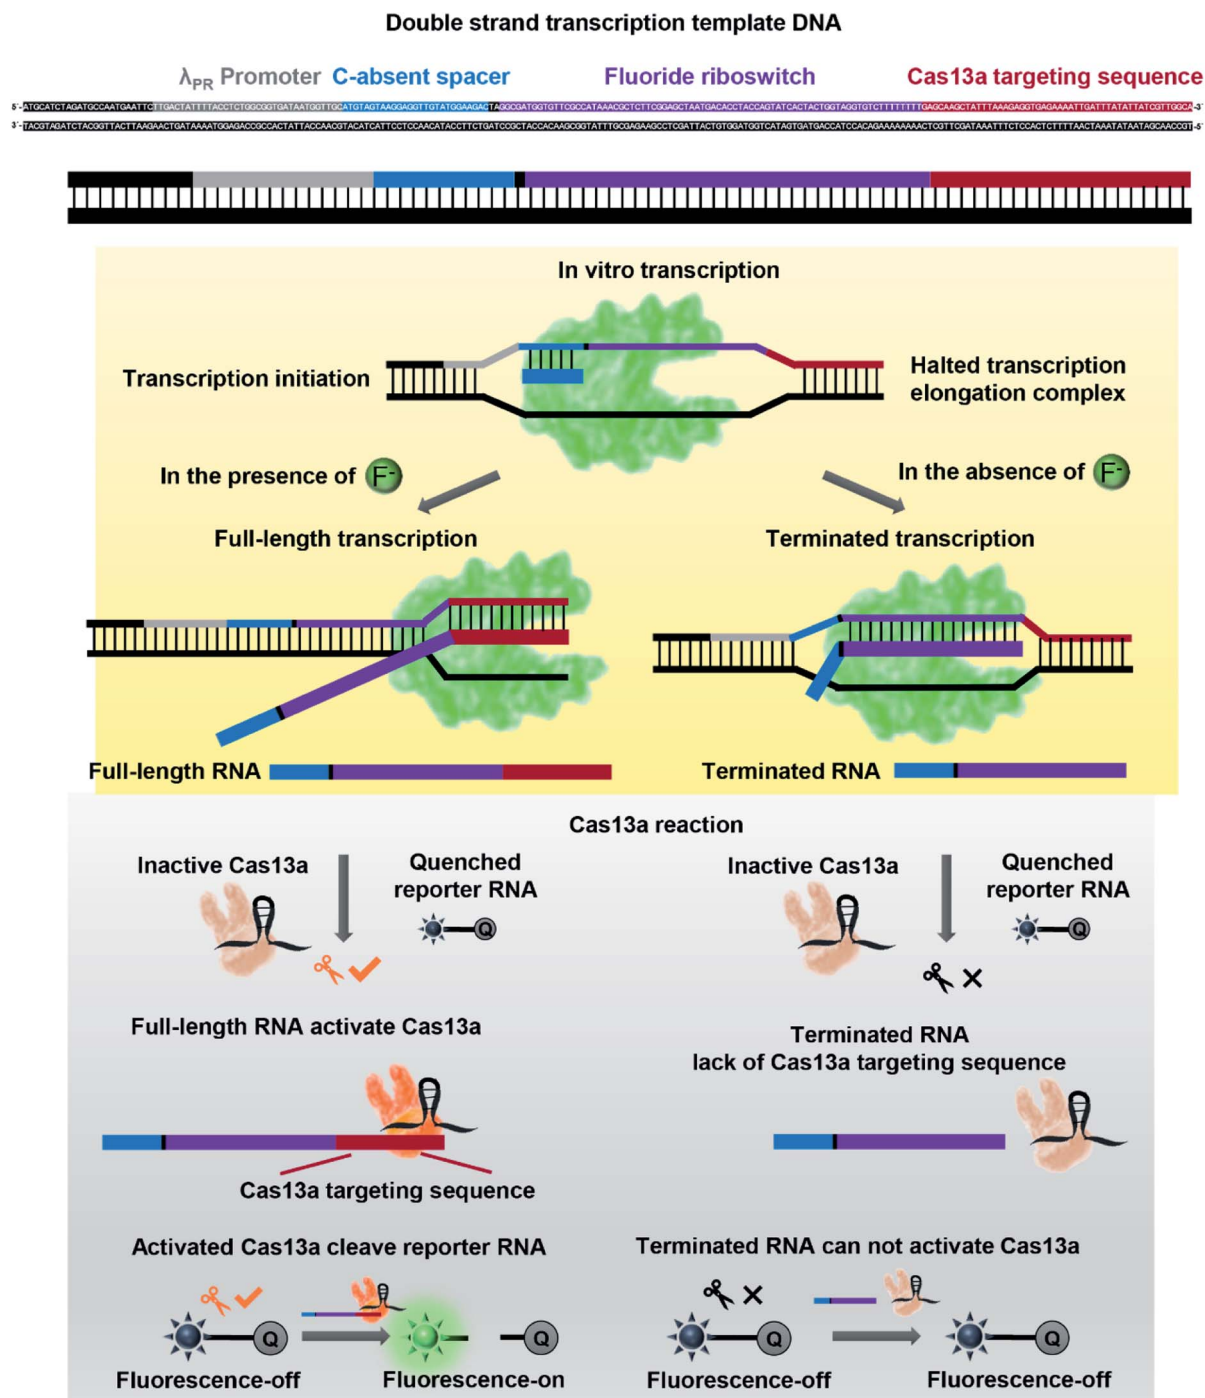 Double strand transcription template DNA
λPR Promoter C-absent spacer Fluoride riboswitch Cas13a targeting sequence
In vitro transcription
Transcription initiation
Halted transcription
elongation complex
In the presence of F-
In the absence of F-
Full-length transcription
Terminated transcription
Full-length RNA
Terminated RNA
Cas13a reaction
Inactive Cas13a
Quenched
reporter RNA
Q
Inactive Cas13a
Quenched
reporter RNA
Q
Full-length RNA activate Cas13a
Terminated RNA
lack of Cas13a targeting sequence
Cas13a targeting sequence
Activated Cas13a cleave reporter RNA
Terminated RNA can not activate Cas13a
Q
Q
Q
Q
Fluorescence-off
Fluorescence-on
Fluorescence-off
Fluorescence-off